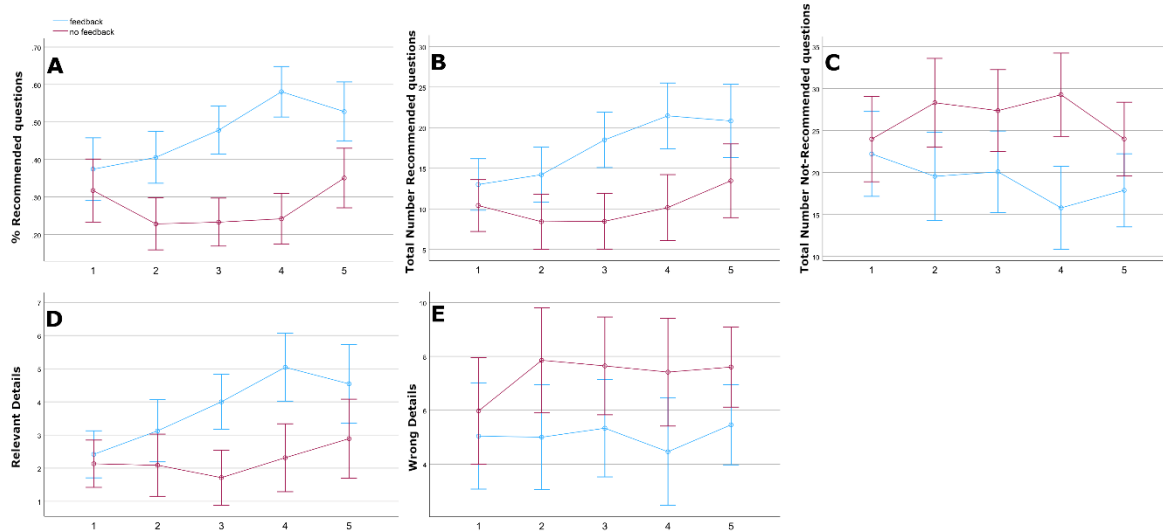 feedback
no feedback
A
% Recommended questions
.70
.60
.50
.40
.30
.20
1 2 3 4 5
B
Total Number Recommended questions
30
25
20
15
10
5
1 2 3 4 5
C
Total Number Not-Recommended questions
35
30
25
20
15
10
1 2 3 4 5
D
Relevant Details
7
6
5
4
3
2
1
1 2 3 4 5
E
Wrong Details
10
8
6
4
1 2 3 4 5